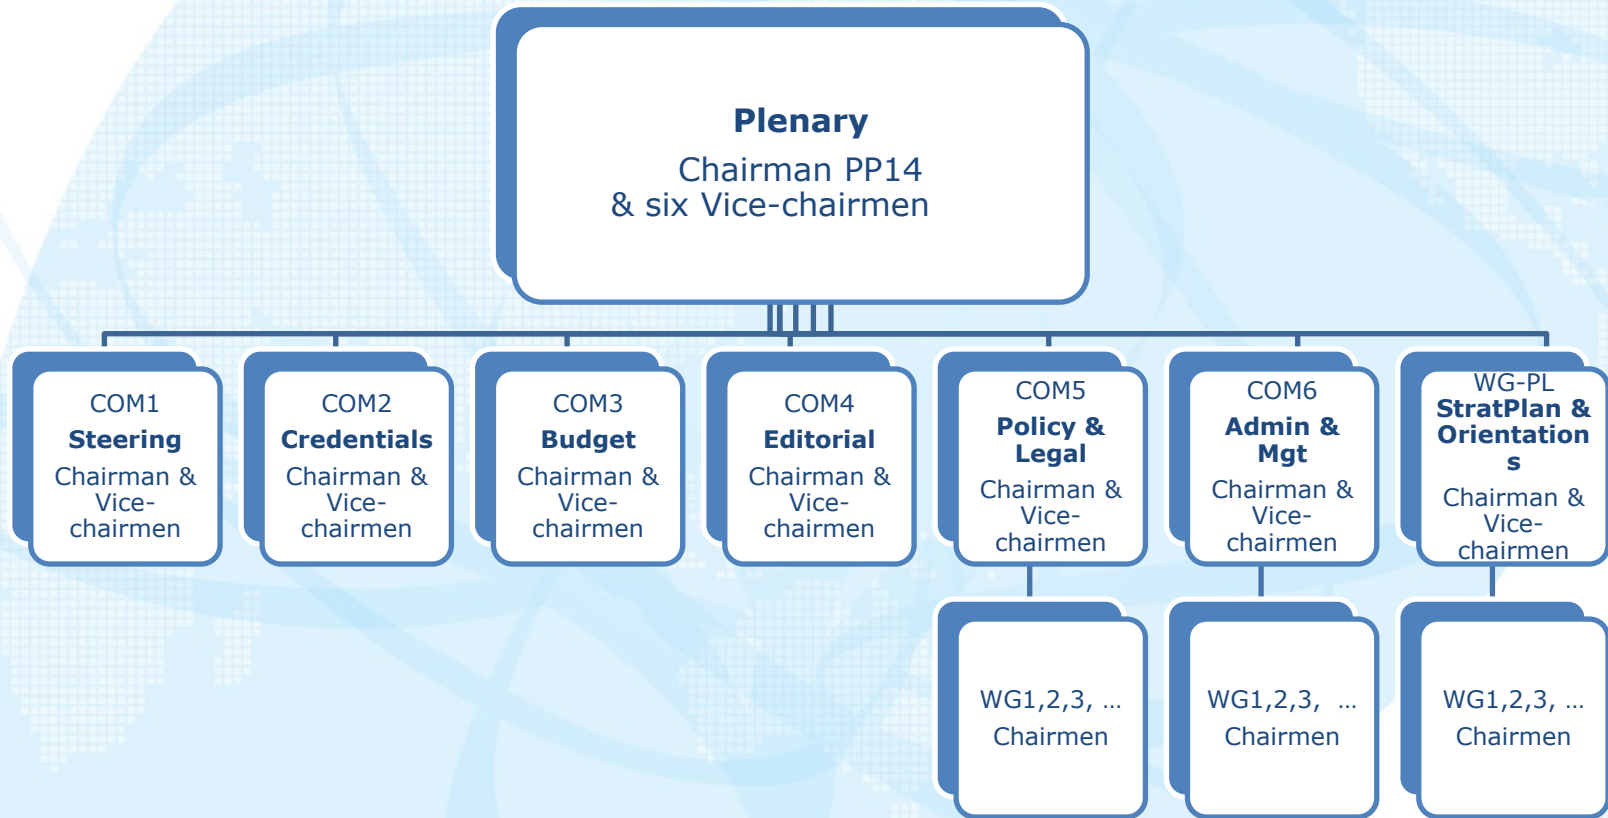 Plenary
Chairman PP14
& six Vice-chairmen
COM1
Steering
Chairman &
Vice-
chairmen
COM2
Credentials
Chairman &
Vice-
chairmen
COM3
Budget
Chairman &
Vice-
chairmen
COM4
Editorial
Chairman &
Vice-
chairmen
COM5
Policy &
Legal
Chairman &
Vice-
chairmen
COM6
Admin &
Mgt
Chairman &
Vice-
chairmen
WG-PL
StratPlan &
Orientation
s
Chairman &
Vice-
chairmen
WG1,2,3, …
Chairmen
WG1,2,3, …
Chairmen
WG1,2,3, …
Chairmen